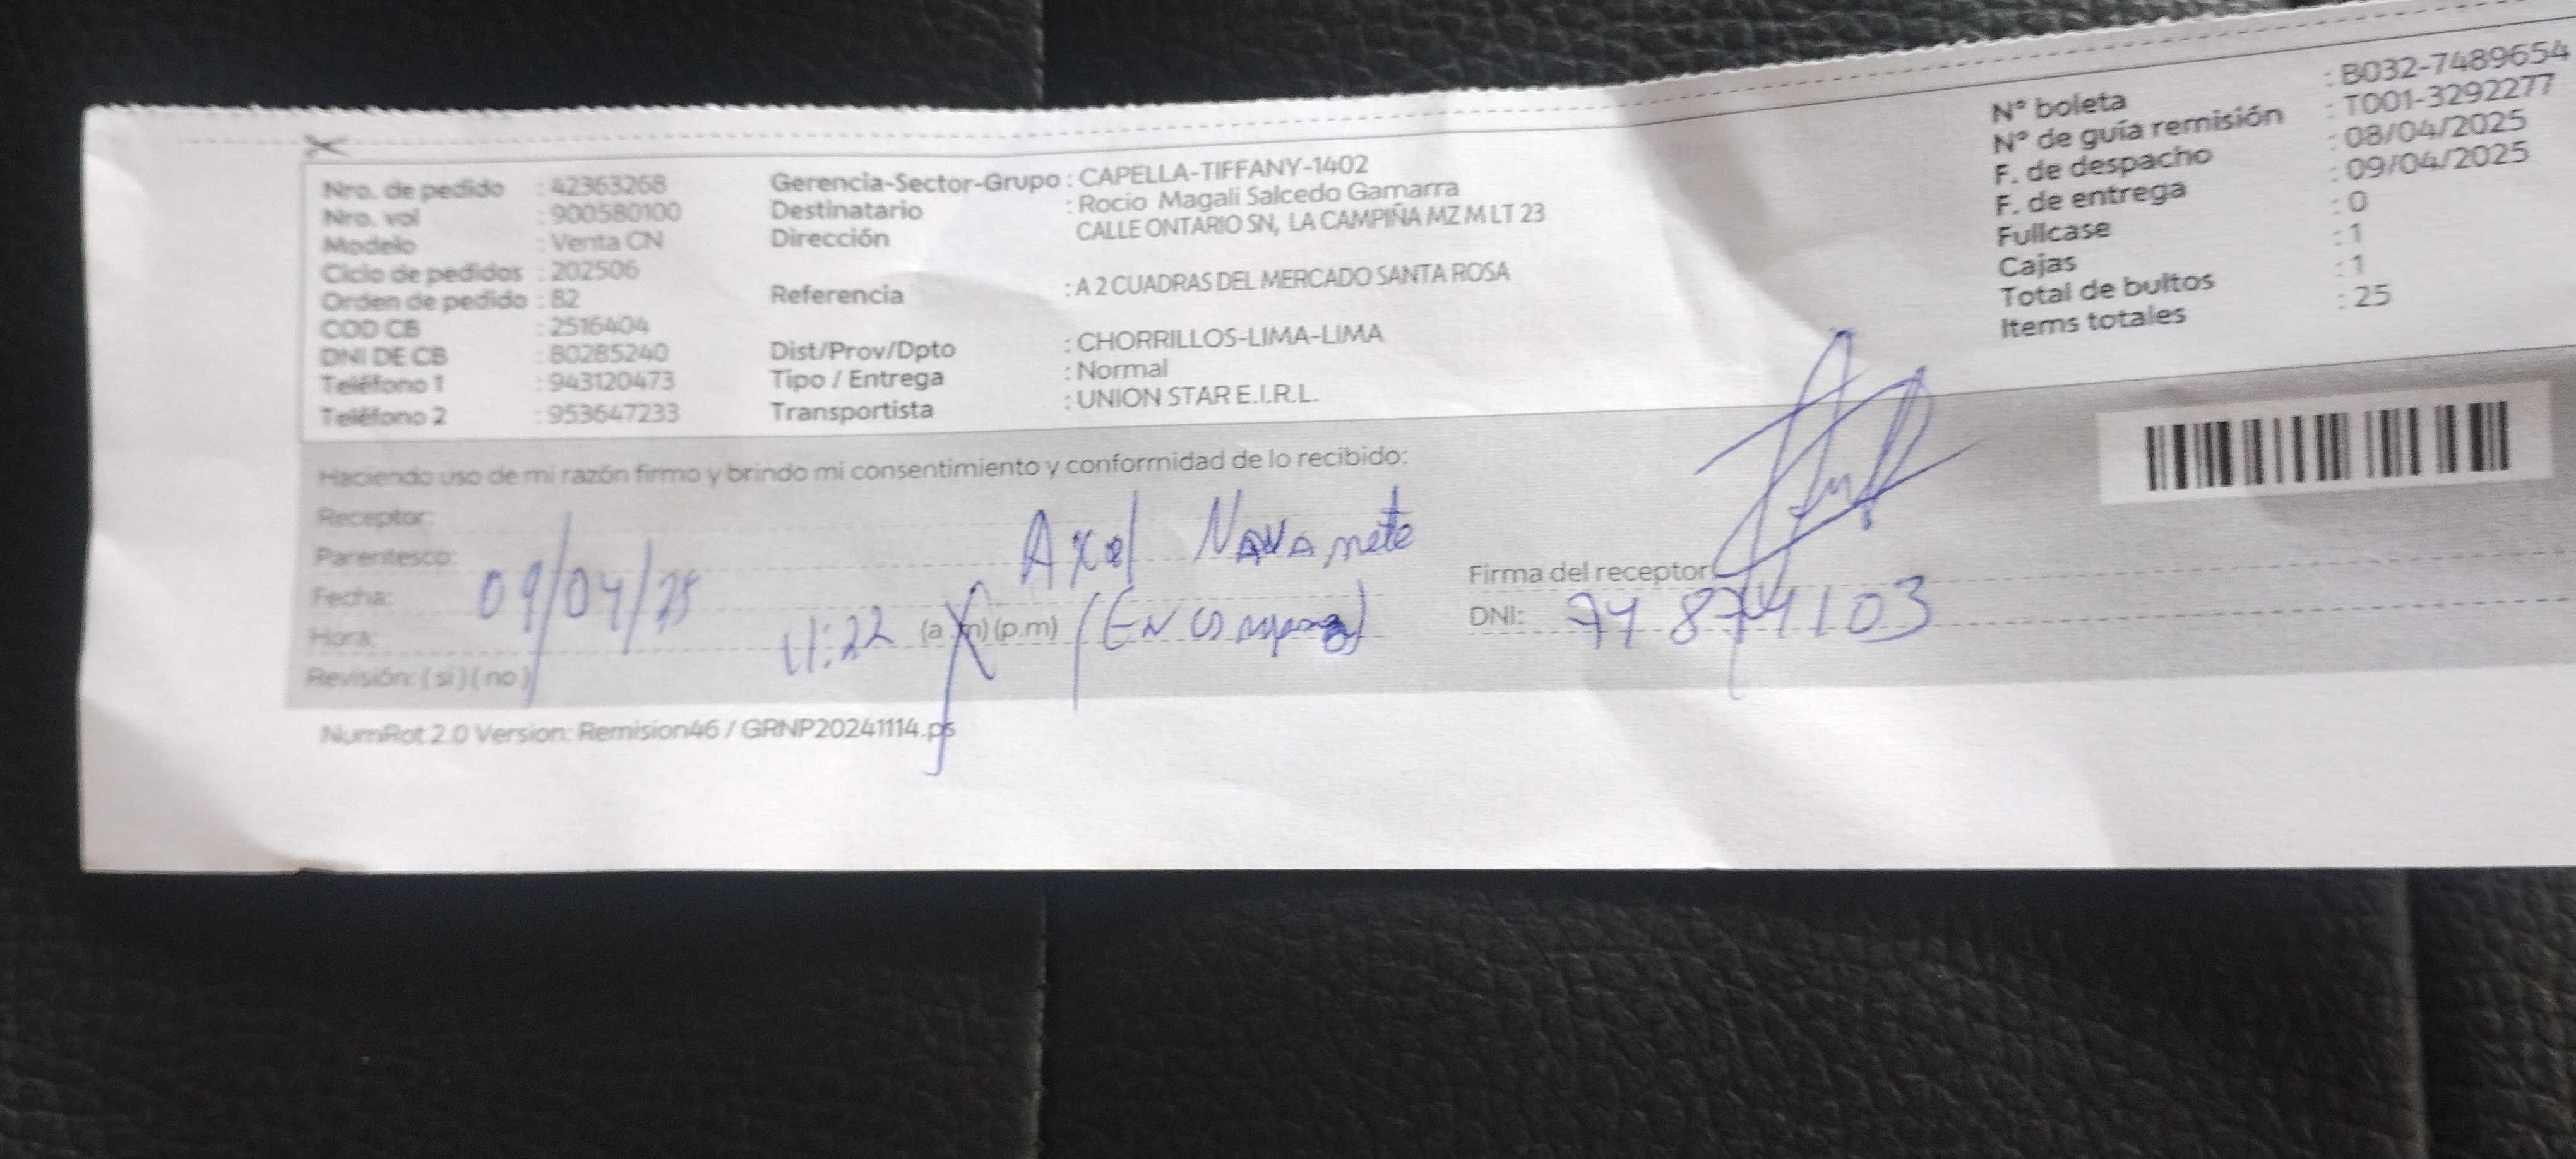 Nro. de pedido : 42363268
Nro. vol : 900580100
Modelo : Venta CN
Ciclo de pedidos : 202506
Orden de pedido : 82
COD CB : 2516404
DNI DE CB : 80285240
Teléfono 1 : 943120473
Teléfono 2 : 953647233
Gerencia-Sector-Grupo : CAPELLA-TIFFANY-1402
Destinatario : Rocio Magali Salcedo Gamarra
Dirección CALLE ONTARIO SN, LA CAMPIÑA MZ M LT 23
Referencia : A 2 CUADRAS DEL MERCADO SANTA ROSA
Dist/Prov/Dpto : CHORRILLOS-LIMA-LIMA
Tipo / Entrega : Normal
Transportista : UNION STAR E.I.R.L.
N° boleta : B032-7489654
N° de guía remisión : T001-3292277
F. de despacho : 08/04/2025
F. de entrega : 09/04/2025
Fullcase : 0
Cajas : 1
Total de bultos : 1
Items totales : 25
Haciendo uso de mi razón firmo y brindo mi consentimiento y conformidad de lo recibido:
Receptor:
Axel
Parentesco:
Fecha: 09/04/25
Hora: 11:22 (a.m)(p.m)
Revisión: (si)(no)
Firma del receptor
DNI: 74874103
NumRot 2.0 Version: Remision46 / GRNP20241114.ps